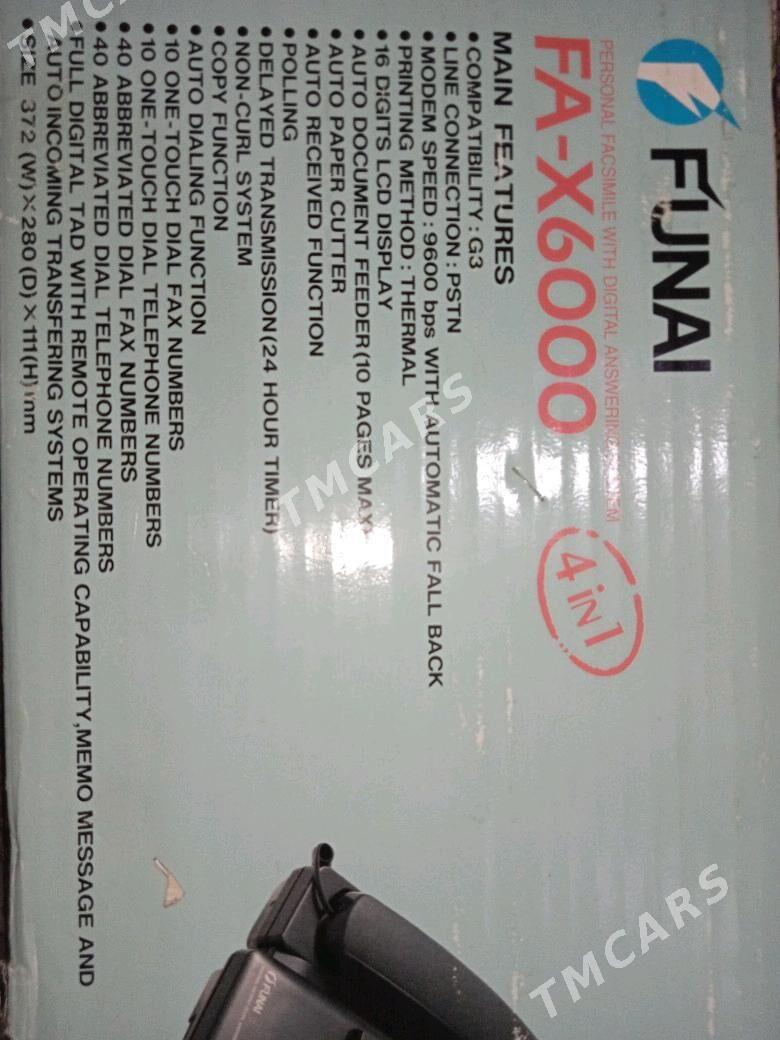 FUNAI
PERSONAL FACSIMILE WITH DIGITAL ANSWERING SYSTEM
FA-X6000
4 iN 1
MAIN FEATURES
• COMPATIBILITY : G3
• LINE CONNECTION : PSTN
• MODEM SPEED : 9600 bps WITH AUTOMATIC FALL BACK
• PRINTING METHOD : THERMAL
• 16 DIGITS LCD DISPLAY
• AUTO DOCUMENT FEEDER (10 PAGES MAX)
• AUTO PAPER CUTTER
• AUTO RECEIVED FUNCTION
• POLLING
• DELAYED TRANSMISSION (24 HOUR TIMER)
• NON-CURL SYSTEM
• COPY FUNCTION
• AUTO DIALING FUNCTION
• 10 ONE-TOUCH DIAL FAX NUMBERS
• 10 ONE-TOUCH DIAL TELEPHONE NUMBERS
• 40 ABBREVIATED DIAL FAX NUMBERS
• 40 ABBREVIATED DIAL TELEPHONE NUMBERS
• FULL DIGITAL TAD WITH REMOTE OPERATING CAPABILITY, MEMO MESSAGE AND
AUTO INCOMING TRANSFERING SYSTEMS
• SIZE 372 (W) × 280 (D) × 111 (H) mm
FUNAI
TMCARS
TMCARS
TMCARS